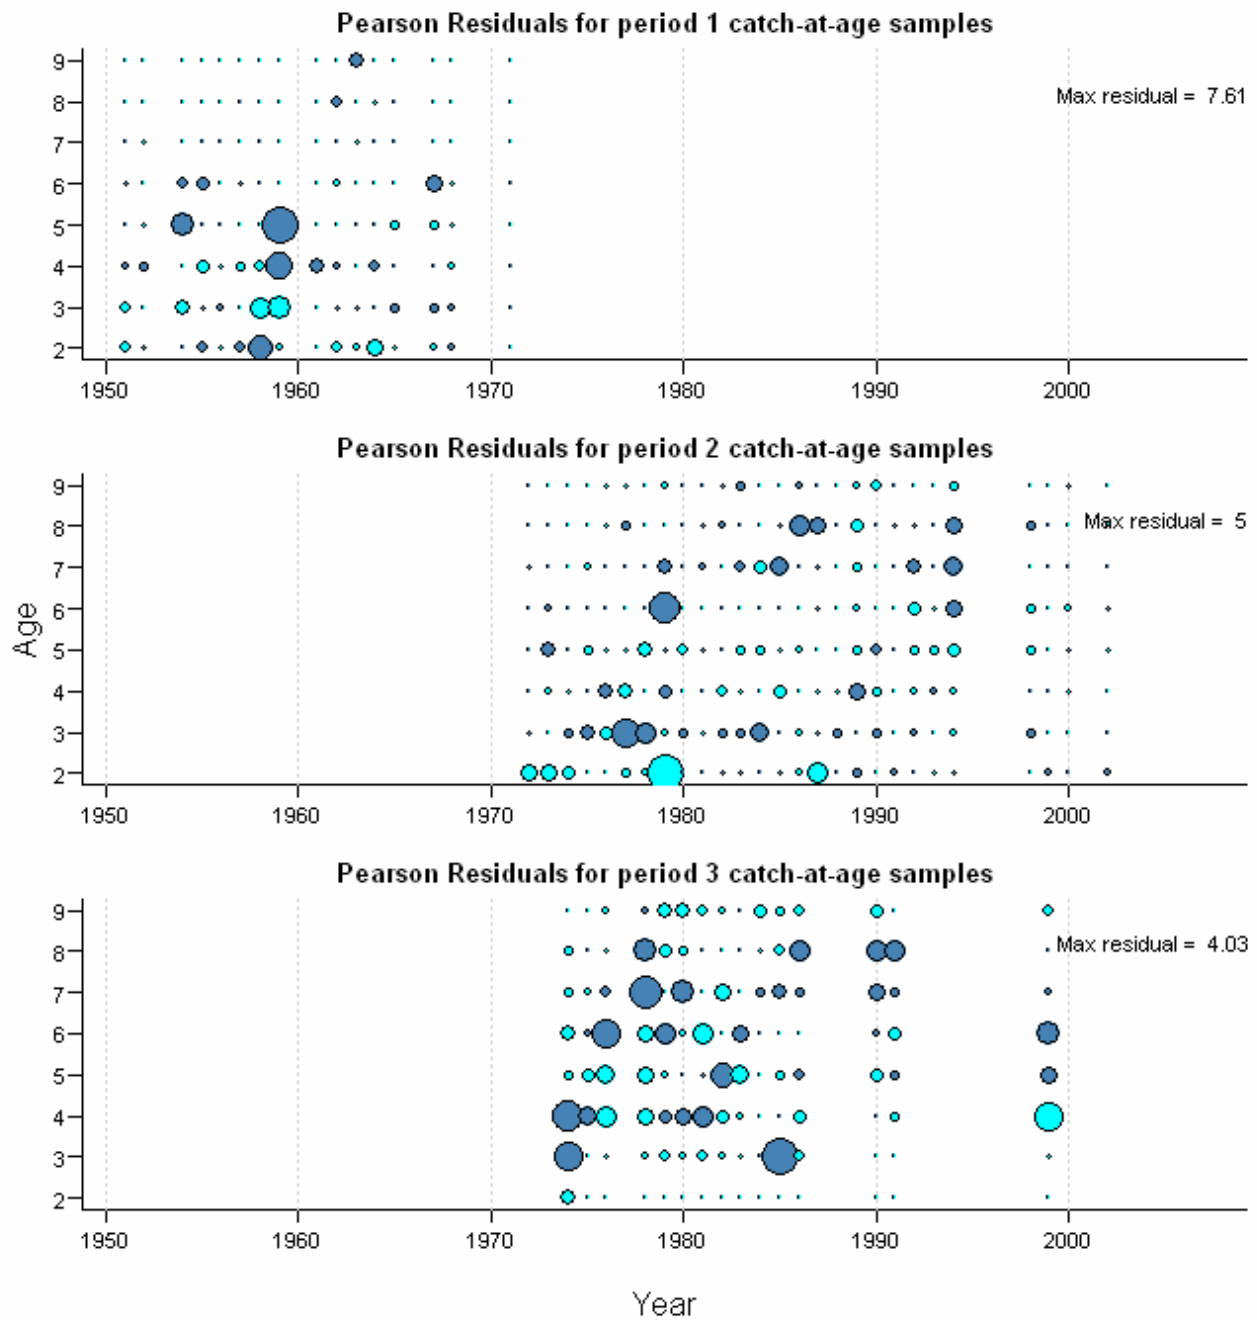 Pearson Residuals for period 1 catch-at-age samples
Max residual = 7.61
9
8
7
6
5
4
3
2
1950 1960 1970 1980 1990 2000
Pearson Residuals for period 2 catch-at-age samples
Max residual = 5
9
8
7
6
5
4
3
2
Age
1950 1960 1970 1980 1990 2000
Pearson Residuals for period 3 catch-at-age samples
Max residual = 4.03
9
8
7
6
5
4
3
2
1950 1960 1970 1980 1990 2000
Year